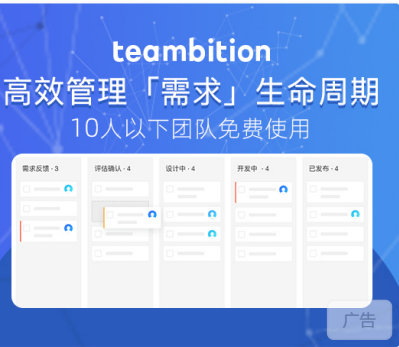 teambition
高效管理「需求」生命周期
10人以下团队免费使用
需求反馈 · 3
评估确认 · 4
设计中 · 4
开发中 · 4
已发布 · 4
广告